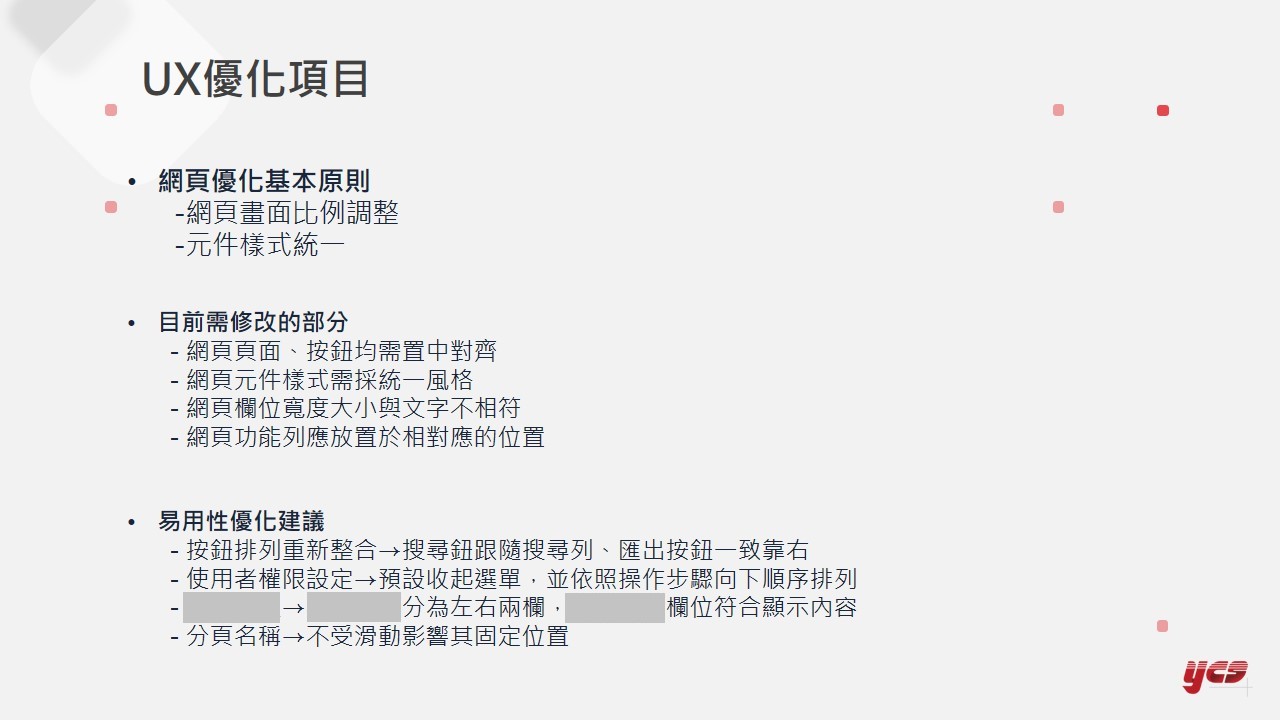 UX優化項目
• 網頁優化基本原則
-網頁畫面比例調整
-元件樣式統一
• 目前需修改的部分
- 網頁頁面、按鈕均需置中對齊
- 網頁元件樣式需採統一風格
- 網頁欄位寬度大小與文字不相符
- 網頁功能列應放置於相對應的位置
• 易用性優化建議
- 按鈕排列重新整合→搜尋鈕跟隨搜尋列、匯出按鈕一致靠右
- 使用者權限設定→預設收起選單，並依照操作步驟向下順序排列
- →分為左右兩欄，欄位符合顯示內容
- 分頁名稱→不受滑動影響其固定位置
ycs